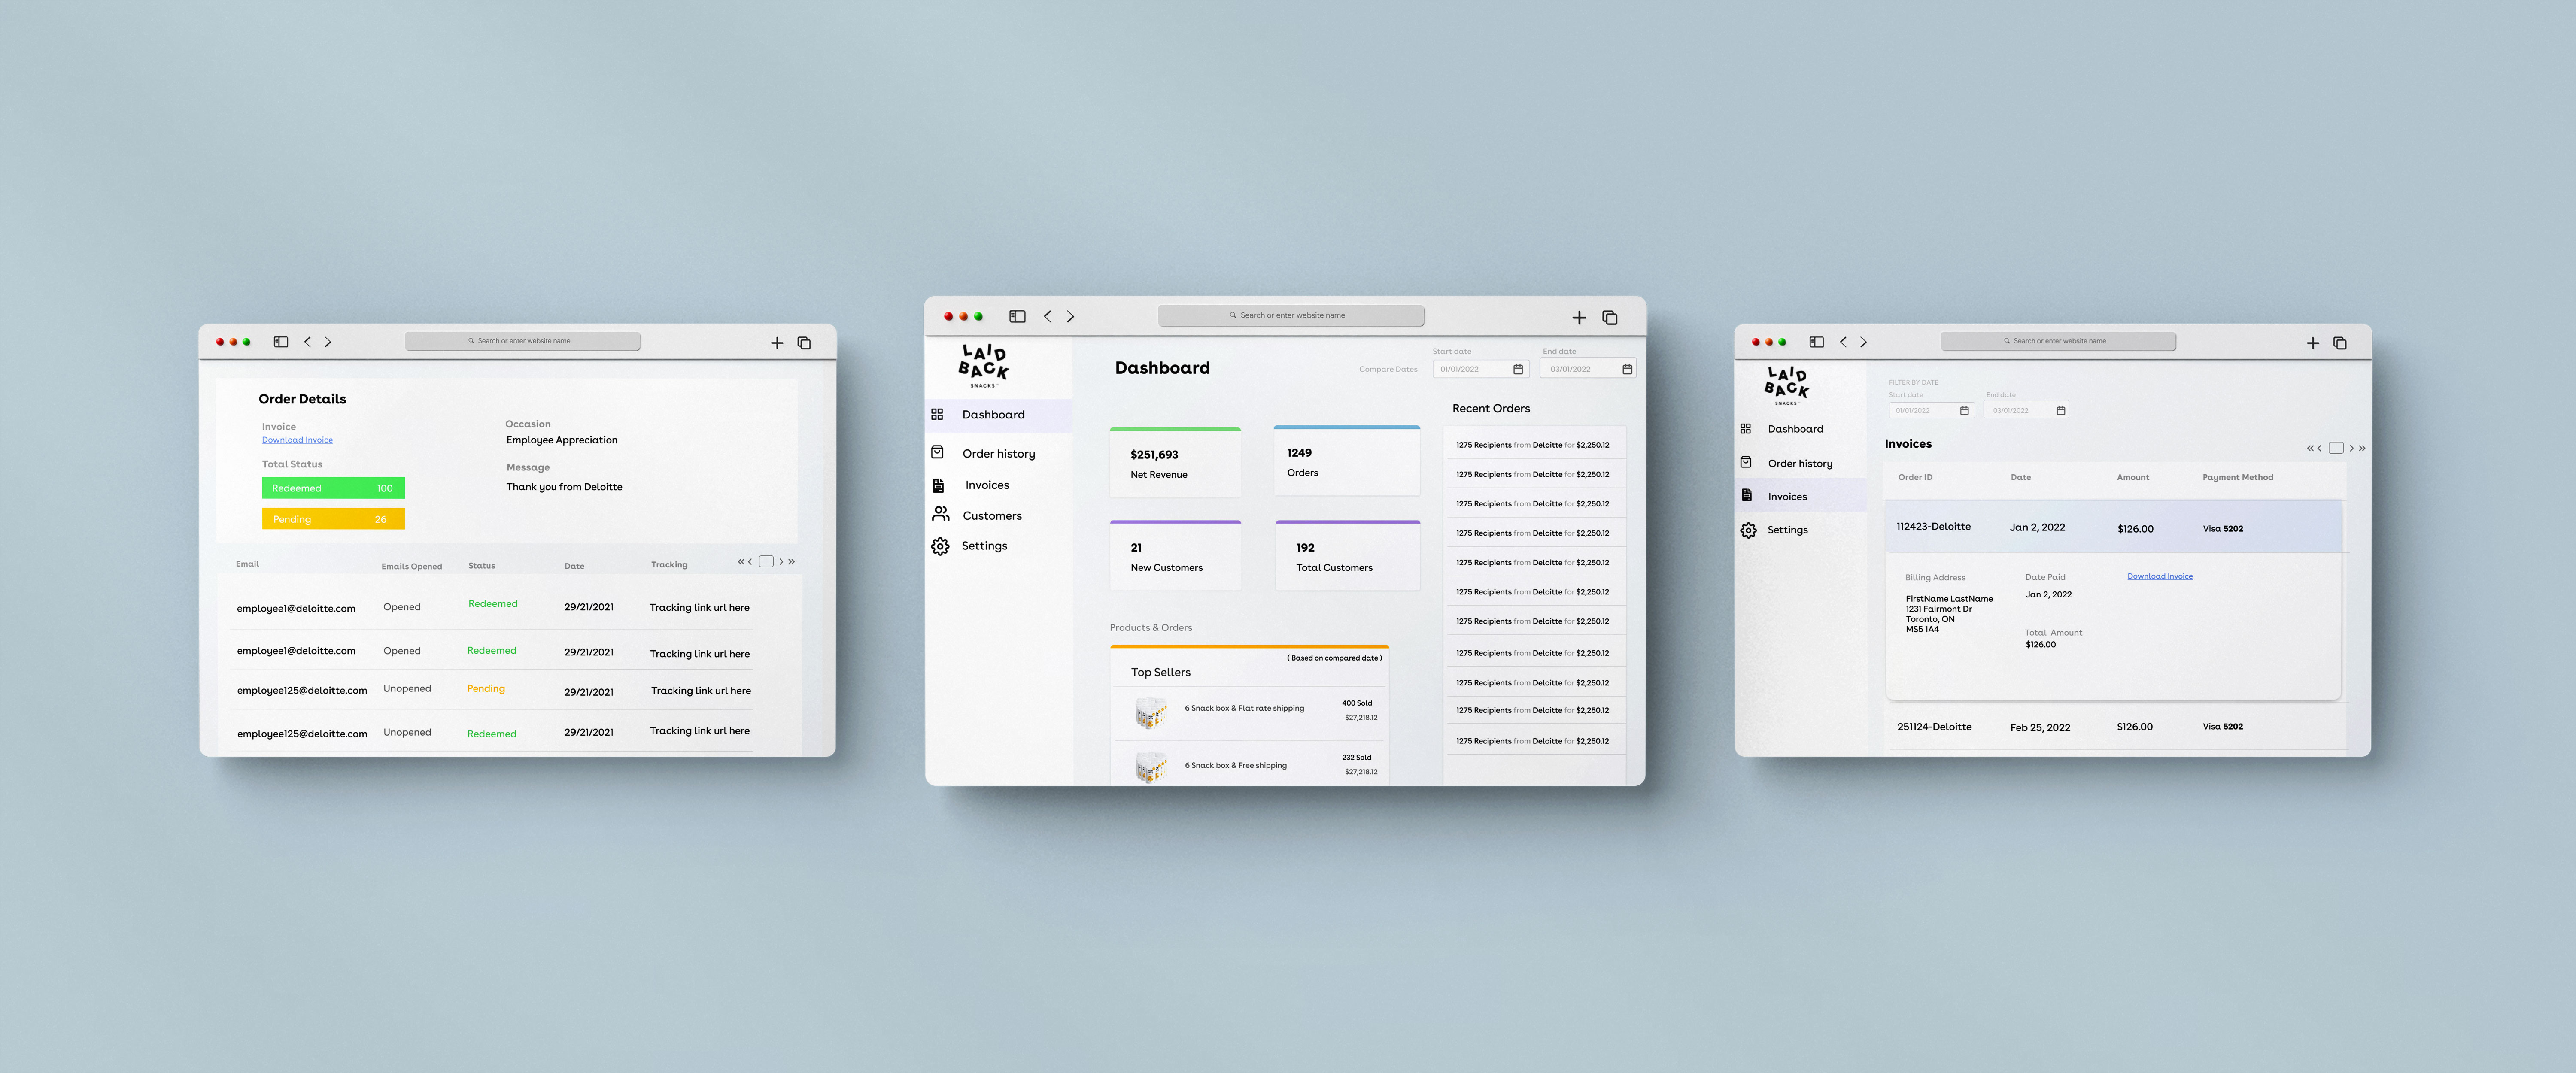 Search or enter website name
Order Details
Invoice
Download Invoice
Total Status
Redeemed 100
Pending 26
Occasion
Employee Appreciation
Message
Thank you from Deloitte
Email Emails Opened Status Date Tracking
employee1@deloitte.com Opened Redeemed 29/21/2021 Tracking link url here
employee1@deloitte.com Opened Redeemed 29/21/2021 Tracking link url here
employee125@deloitte.com Unopened Pending 29/21/2021 Tracking link url here
employee125@deloitte.com Unopened Redeemed 29/21/2021 Tracking link url here
Search or enter website name
LAID
BACK
SNACKS™
Dashboard
Order history
Invoices
Customers
Settings
Dashboard
Compare Dates
Start date
01/01/2022
End date
03/01/2022
$251,693
Net Revenue
1249
Orders
21
New Customers
192
Total Customers
Products & Orders
( Based on compared date )
Top Sellers
6 Snack box & Flat rate shipping
400 Sold
$27,218.12
6 Snack box & Free shipping
232 Sold
$27,218.12
Recent Orders
1275 Recipients from Deloitte for $2,250.12
1275 Recipients from Deloitte for $2,250.12
1275 Recipients from Deloitte for $2,250.12
1275 Recipients from Deloitte for $2,250.12
1275 Recipients from Deloitte for $2,250.12
1275 Recipients from Deloitte for $2,250.12
1275 Recipients from Deloitte for $2,250.12
1275 Recipients from Deloitte for $2,250.12
1275 Recipients from Deloitte for $2,250.12
1275 Recipients from Deloitte for $2,250.12
1275 Recipients from Deloitte for $2,250.12
Search or enter website name
LAID
BACK
SNACKS™
Dashboard
Order history
Invoices
Settings
FILTER BY DATE
Start date
01/01/2022
End date
03/01/2022
Invoices
Order ID Date Amount Payment Method
112423-Deloitte Jan 2, 2022 $126.00 Visa 5202
Billing Address
FirstName LastName
1231 Fairmont Dr
Toronto, ON
MS5 1A4
Date Paid
Jan 2, 2022
Total Amount
$126.00
Download Invoice
251124-Deloitte Feb 25, 2022 $126.00 Visa 5202